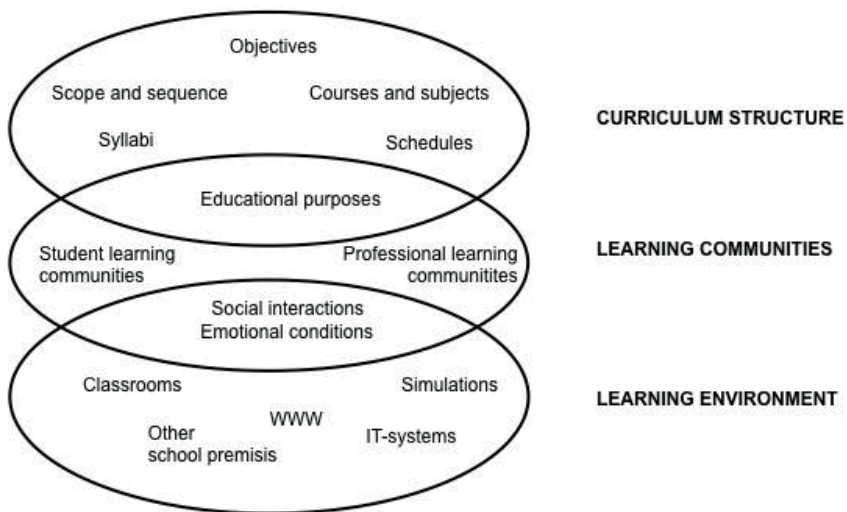 Objectives
Scope and sequence
Courses and subjects
Syllabi
Schedules
CURRICULUM STRUCTURE
Educational purposes
Student learning
communities
Professional learning
communitites
LEARNING COMMUNITIES
Social interactions
Emotional conditions
Classrooms
Simulations
WWW
Other
school premisis
IT-systems
LEARNING ENVIRONMENT